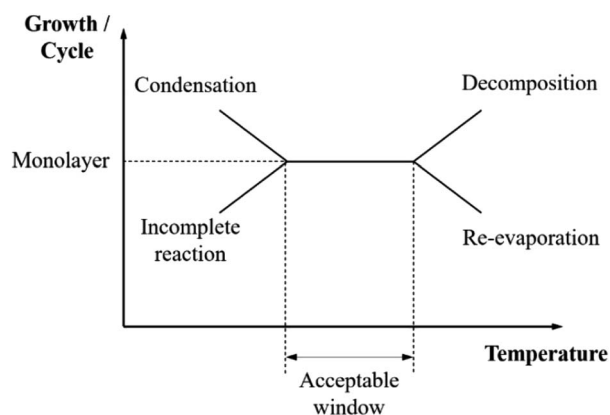 Growth /
Cycle
Condensation
Decomposition
Monolayer
Incomplete
reaction
Re-evaporation
Temperature
Acceptable
window